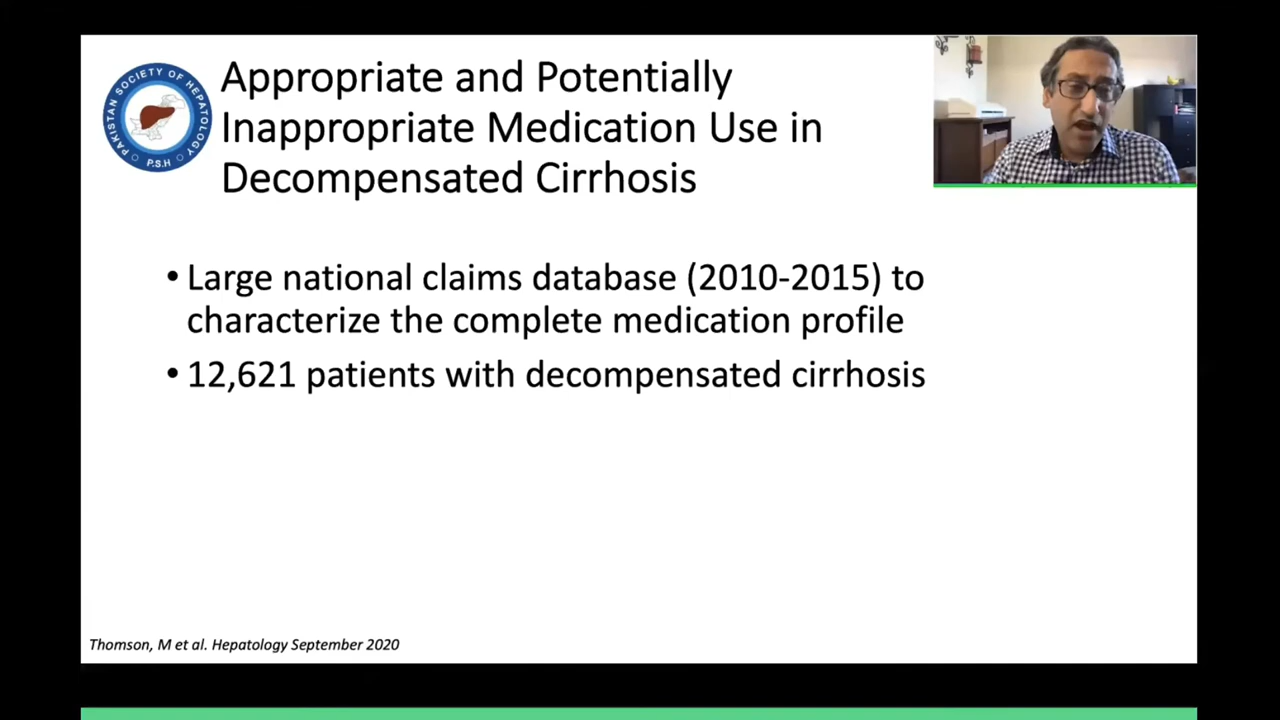 PAKISTAN SOCIETY OF HEPATOLOGY
P.S.H
Appropriate and Potentially
Inappropriate Medication Use in
Decompensated Cirrhosis
• Large national claims database (2010-2015) to
characterize the complete medication profile
• 12,621 patients with decompensated cirrhosis
Thomson, M et al. Hepatology September 2020